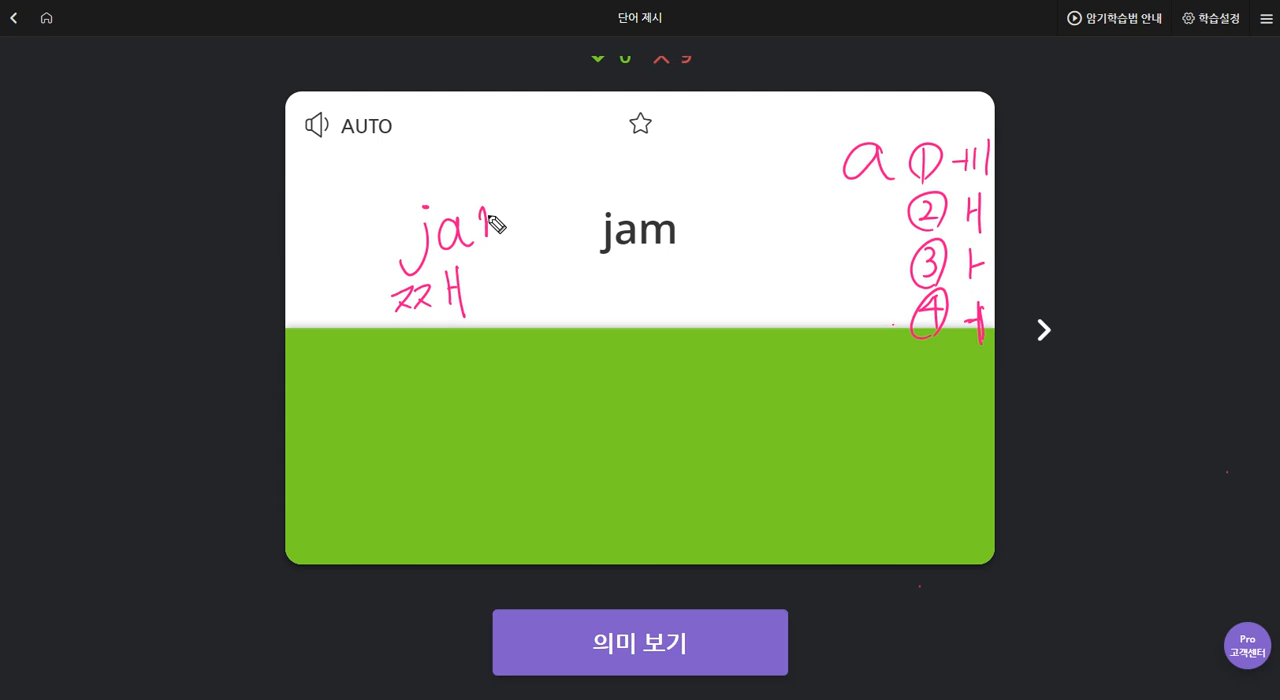 단어 제시
암기학습법 안내
학습설정
AUTO
a ① ㅔㅣ
② ㅐ
③ ㅏ
④ ㅓ
ja
jam
ㅉㅐ
의미 보기
Pro
고객센터